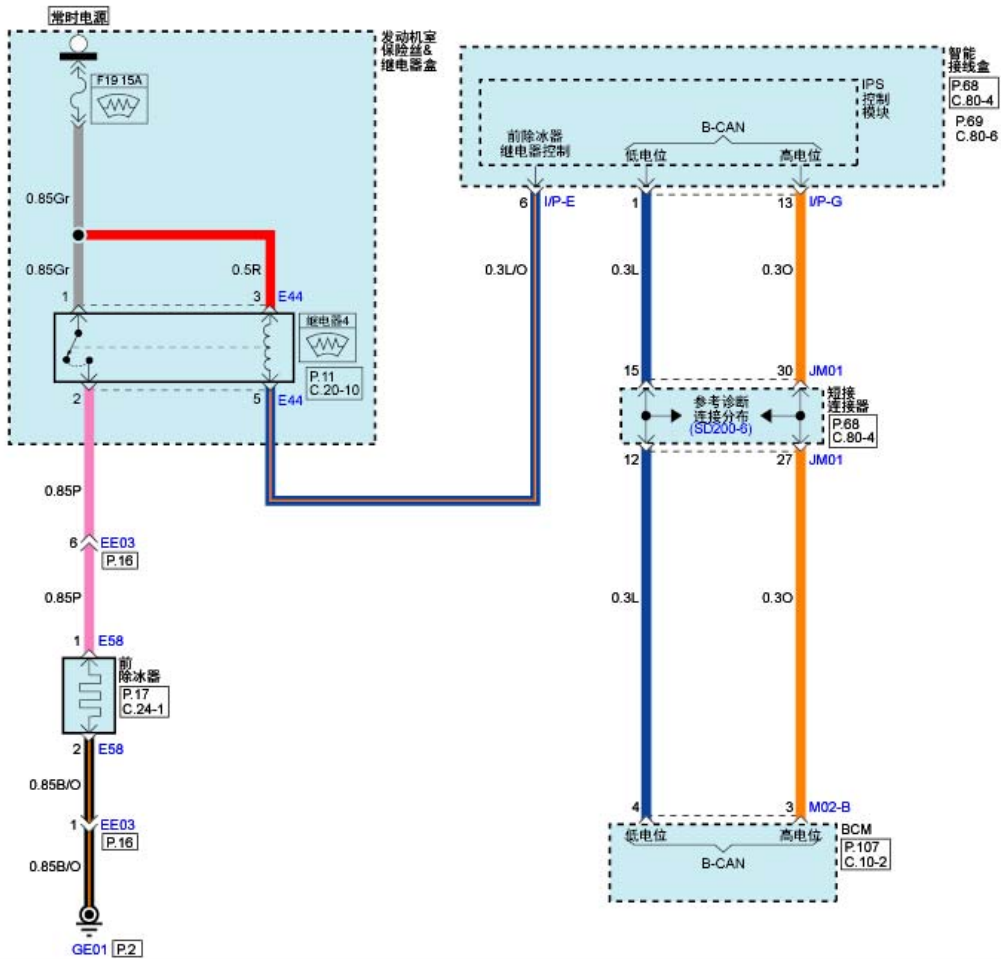 常时电源
发动机室
保险丝&
继电器盒
F19 15A
0.85Gr
0.85Gr
0.5R
1
3
E44
继电器4
P.11
C.20-10
2
5
E44
0.85P
6
EE03
P.16
0.85P
1
E58
前
除冰器
P.17
C.24-1
2
E58
0.85B/O
1
EE03
P.16
0.85B/O
GE01
P.2
智能
接线盒
P.68
C.80-4
P.69
C.80-6
IPS
控制
模块
前除冰器
继电器控制
B-CAN
低电位
高电位
6
I/P-E
1
13
I/P-G
0.3L/O
0.3L
0.3O
15
30
JM01
参考诊断
连接分布
(SD200-6)
短接
连接器
P.68
C.80-4
12
27
JM01
0.3L
0.3O
4
3
M02-B
低电位
高电位
B-CAN
BCM
P.107
C.10-2